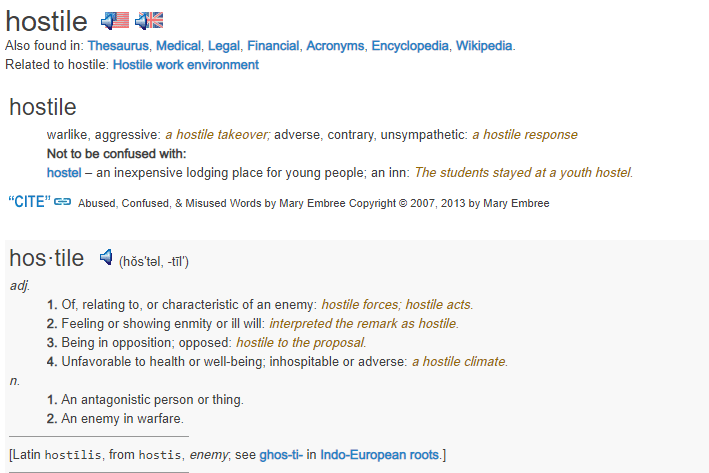 hostile
Also found in: Thesaurus, Medical, Legal, Financial, Acronyms, Encyclopedia, Wikipedia.
Related to hostile: Hostile work environment
hostile
warlike, aggressive: a hostile takeover; adverse, contrary, unsympathetic: a hostile response
Not to be confused with:
hostel – an inexpensive lodging place for young people; an inn: The students stayed at a youth hostel.
“CITE” Abused, Confused, & Misused Words by Mary Embree Copyright © 2007, 2013 by Mary Embree
hos·tile (hŏs′təl, -tīl′)
adj.
1. Of, relating to, or characteristic of an enemy: hostile forces; hostile acts.
2. Feeling or showing enmity or ill will: interpreted the remark as hostile.
3. Being in opposition; opposed: hostile to the proposal.
4. Unfavorable to health or well-being; inhospitable or adverse: a hostile climate.
n.
1. An antagonistic person or thing.
2. An enemy in warfare.
[Latin hostīlis, from hostis, enemy; see ghos-ti- in Indo-European roots.]